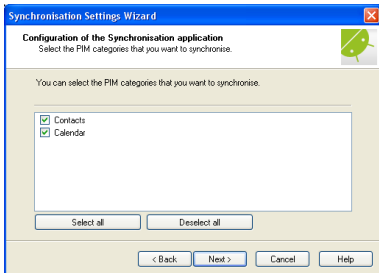 Synchronisation Settings Wizard
Configuration of the Synchronisation application
Select the PIM categories that you want to synchronise.
You can select the PIM categories that you want to synchronise.
Contacts
Calendar
Select all Deselect all
< Back Next > Cancel Help